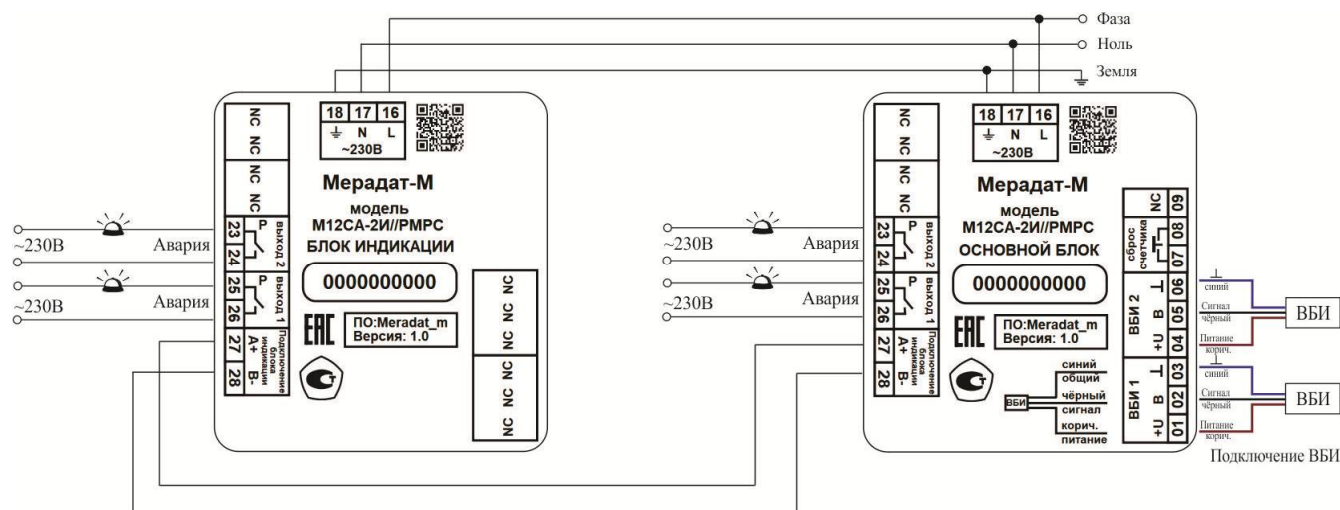 Фаза
Ноль
Земля
18 17 16
N L
~230В
Мерадат-М
модель
М12СА-2И//РМРС
БЛОК ИНДИКАЦИИ
0000000000
ПО:Meradat_m
Версия: 1.0
EAC
NC NC
NC NC
23
24
P
выход 2
25
26
P
выход 1
27
28
A+
B-
Подключение
блока
индикации
NC NC NC
NC NC NC
~230В
Авария
~230В
Авария
18 17 16
N L
~230В
Мерадат-М
модель
М12СА-2И//РМРС
ОСНОВНОЙ БЛОК
0000000000
ПО:Meradat_m
Версия: 1.0
EAC
NC NC
NC NC
23
24
P
выход 2
25
26
P
выход 1
27
28
A+
B-
Подключение
блока
индикации
~230В
Авария
~230В
Авария
ВБИ
синий
общий
чёрный
сигнал
корич.
питание
NC
09
сброс
счетчика
08
07
ВБИ 2
06
B 05
+U 04
ВБИ 1
03
B 02
+U 01
синий
Сигнал
чёрный
Питание
корич.
ВБИ
синий
Сигнал
чёрный
Питание
корич.
ВБИ
Подключение ВБИ